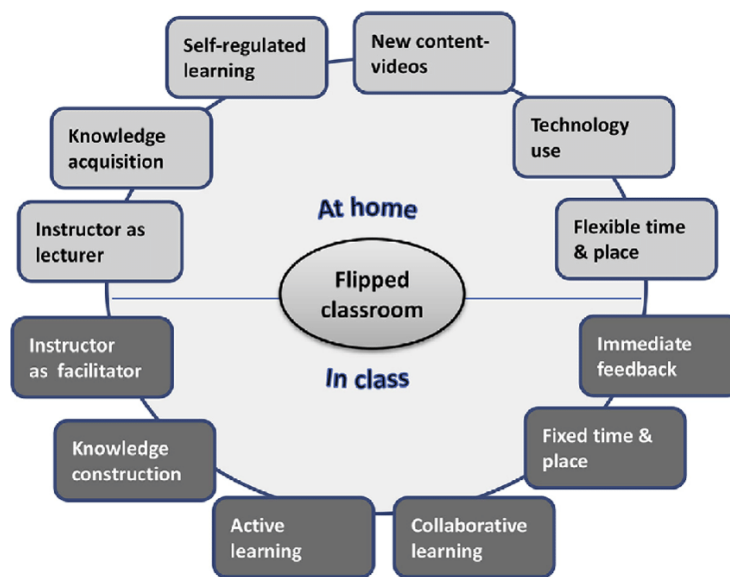 Self-regulated
learning
New content-
videos
Knowledge
acquisition
Technology
use
Instructor as
lecturer
At home
Flexible time
& place
Flipped
classroom
Instructor
as facilitator
In class
Immediate
feedback
Knowledge
construction
Fixed time &
place
Active
learning
Collaborative
learning